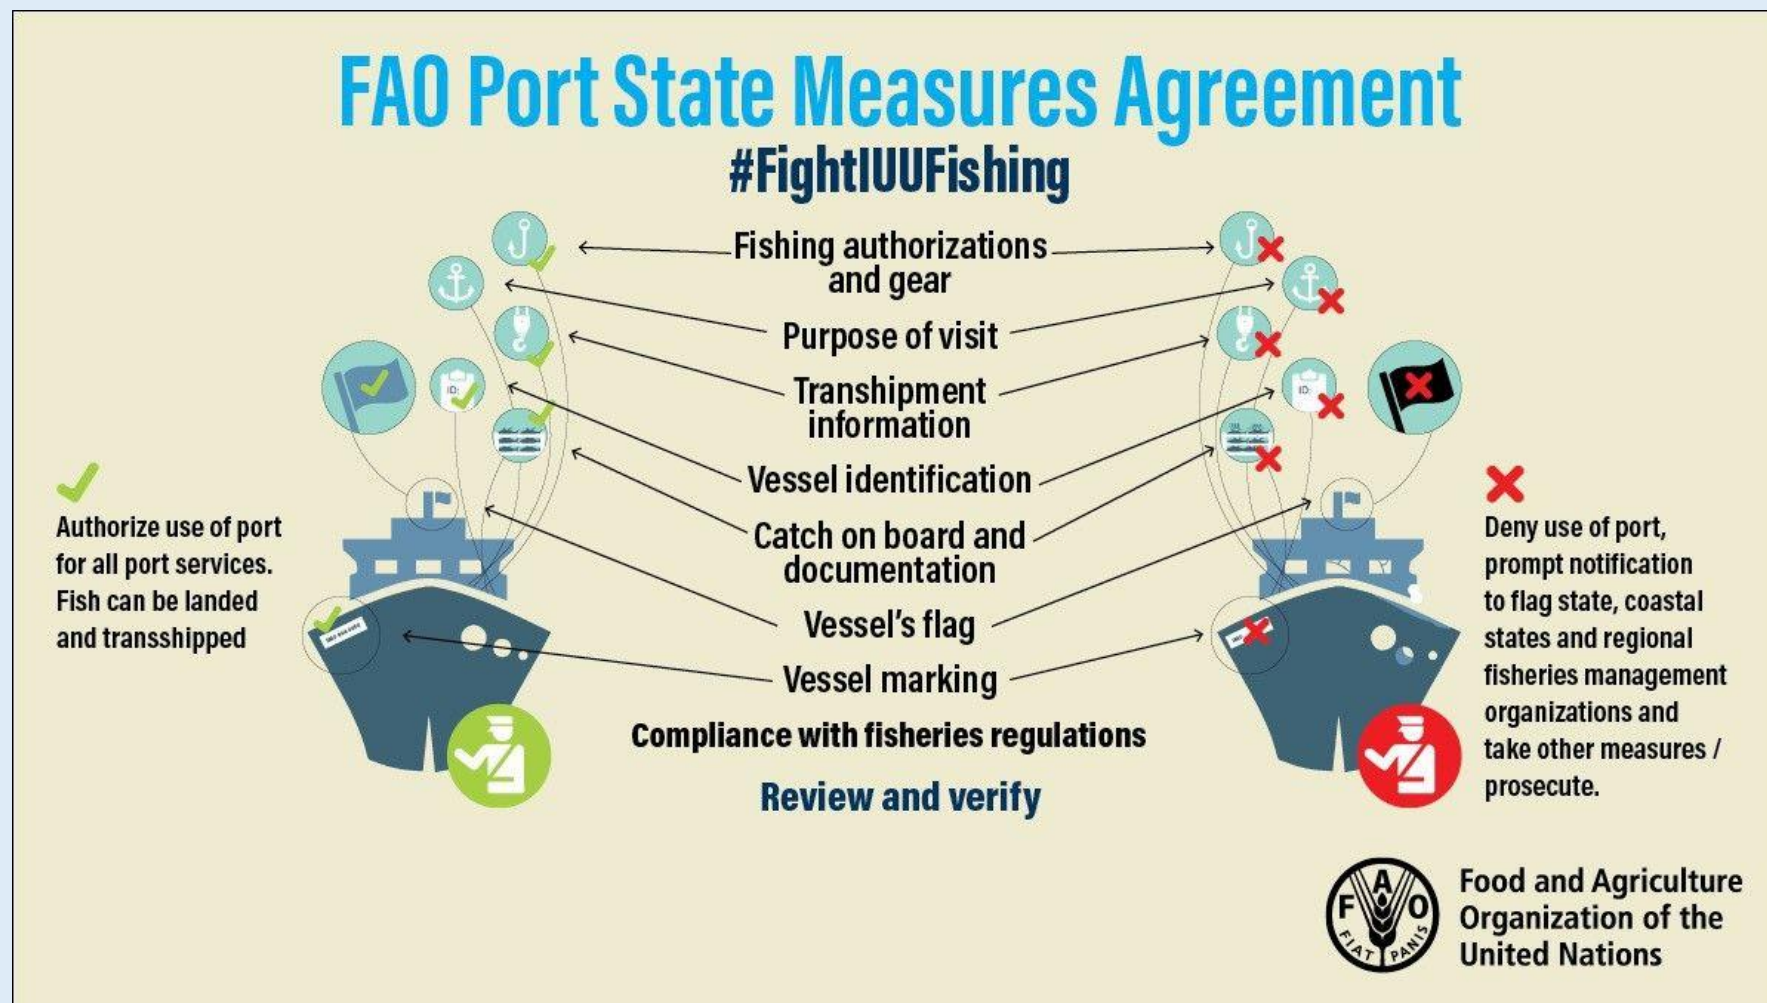 FAO Port State Measures Agreement
#FightIUUFishing
Fishing authorizations
and gear
Purpose of visit
Transhipment
information
Vessel identification
Catch on board and
documentation
Vessel's flag
Vessel marking
Compliance with fisheries regulations
Review and verify
Authorize use of port
for all port services.
Fish can be landed
and transshipped
ID:
ID:
Deny use of port,
prompt notification
to flag state, coastal
states and regional
fisheries management
organizations and
take other measures /
prosecute.
F A O
FIAT PANIS
Food and Agriculture
Organization of the
United Nations